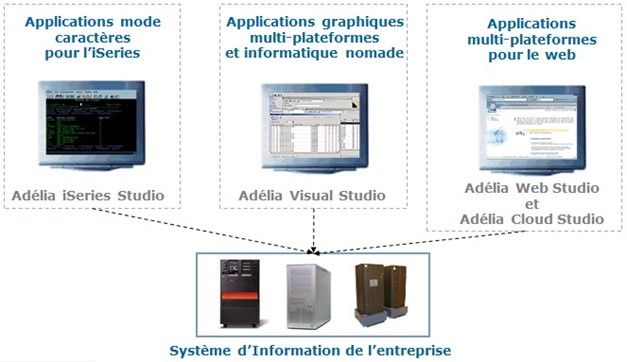 Applications mode
caractères
pour l’iSeries
Adélia iSeries Studio
Applications graphiques
multi-plateformes
et informatique nomade
Adélia Visual Studio
Applications
multi-plateformes
pour le web
Adélia Web Studio
et
Adélia Cloud Studio
Système d’Information de l’entreprise